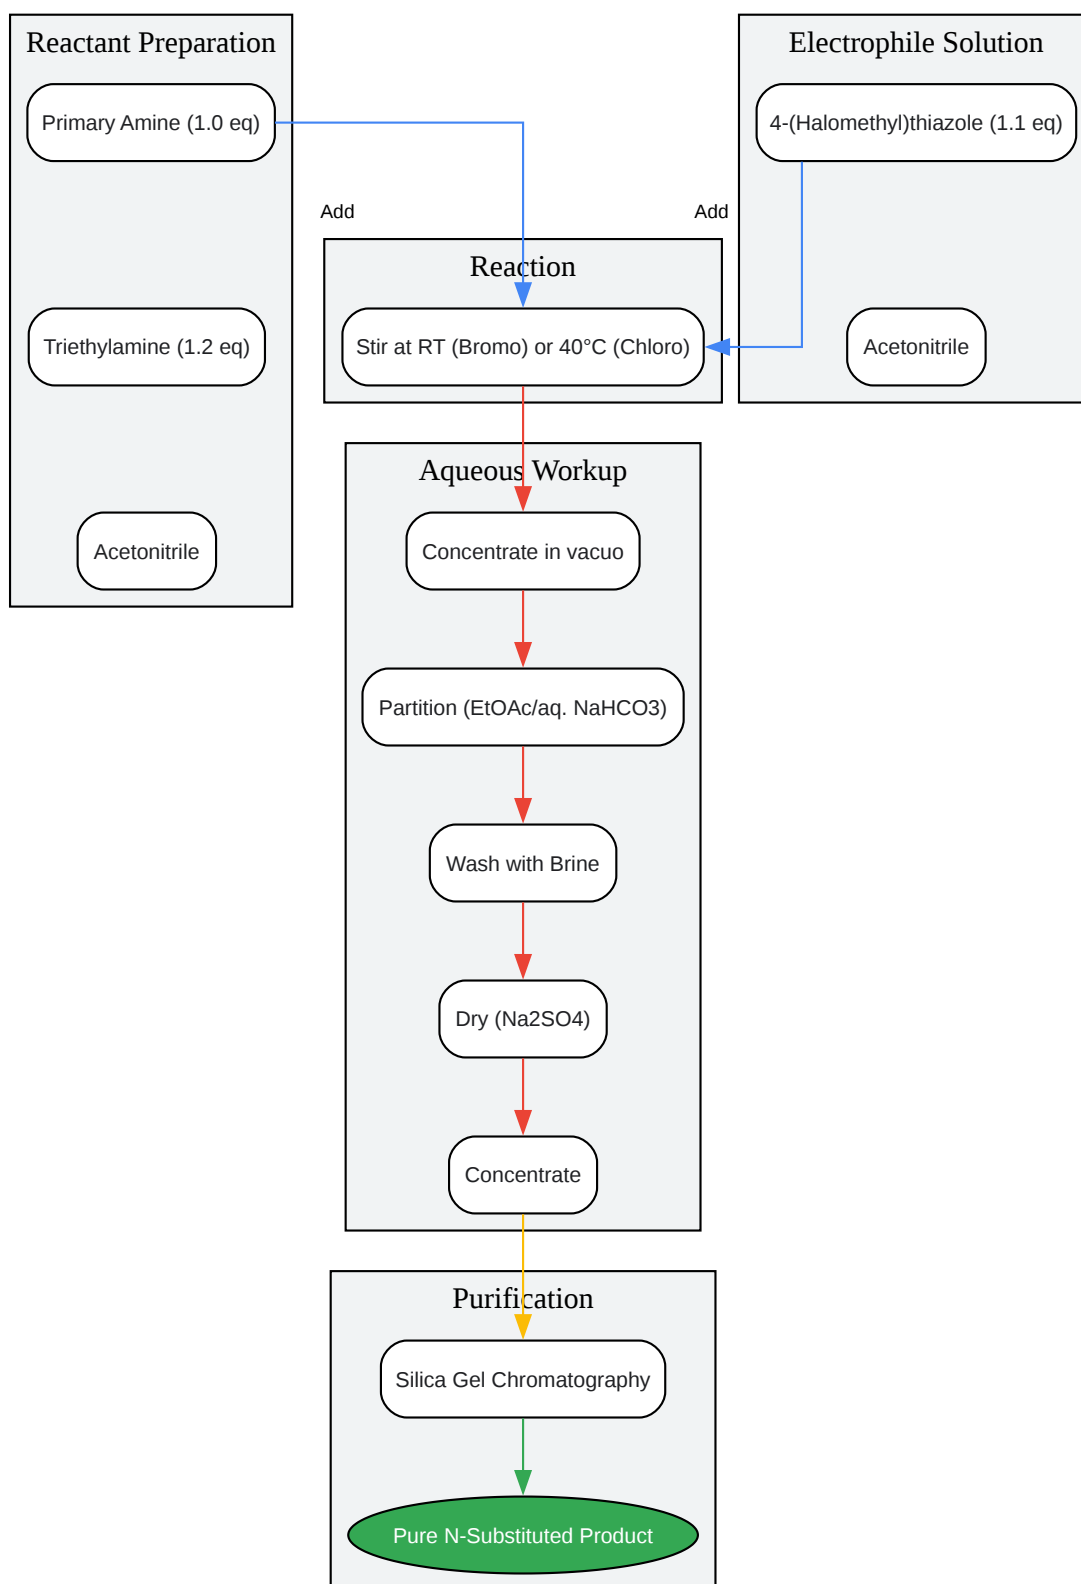 Reactant Preparation
Primary Amine (1.0 eq)
Triethylamine (1.2 eq)
Acetonitrile
Electrophile Solution
4-(Halomethyl)thiazole (1.1 eq)
Acetonitrile
Add
Add
Reaction
Stir at RT (Bromo) or 40°C (Chloro)
Aqueous Workup
Concentrate in vacuo
Partition (EtOAc/aq. NaHCO3)
Wash with Brine
Dry (Na2SO4)
Concentrate
Purification
Silica Gel Chromatography
Pure N-Substituted Product